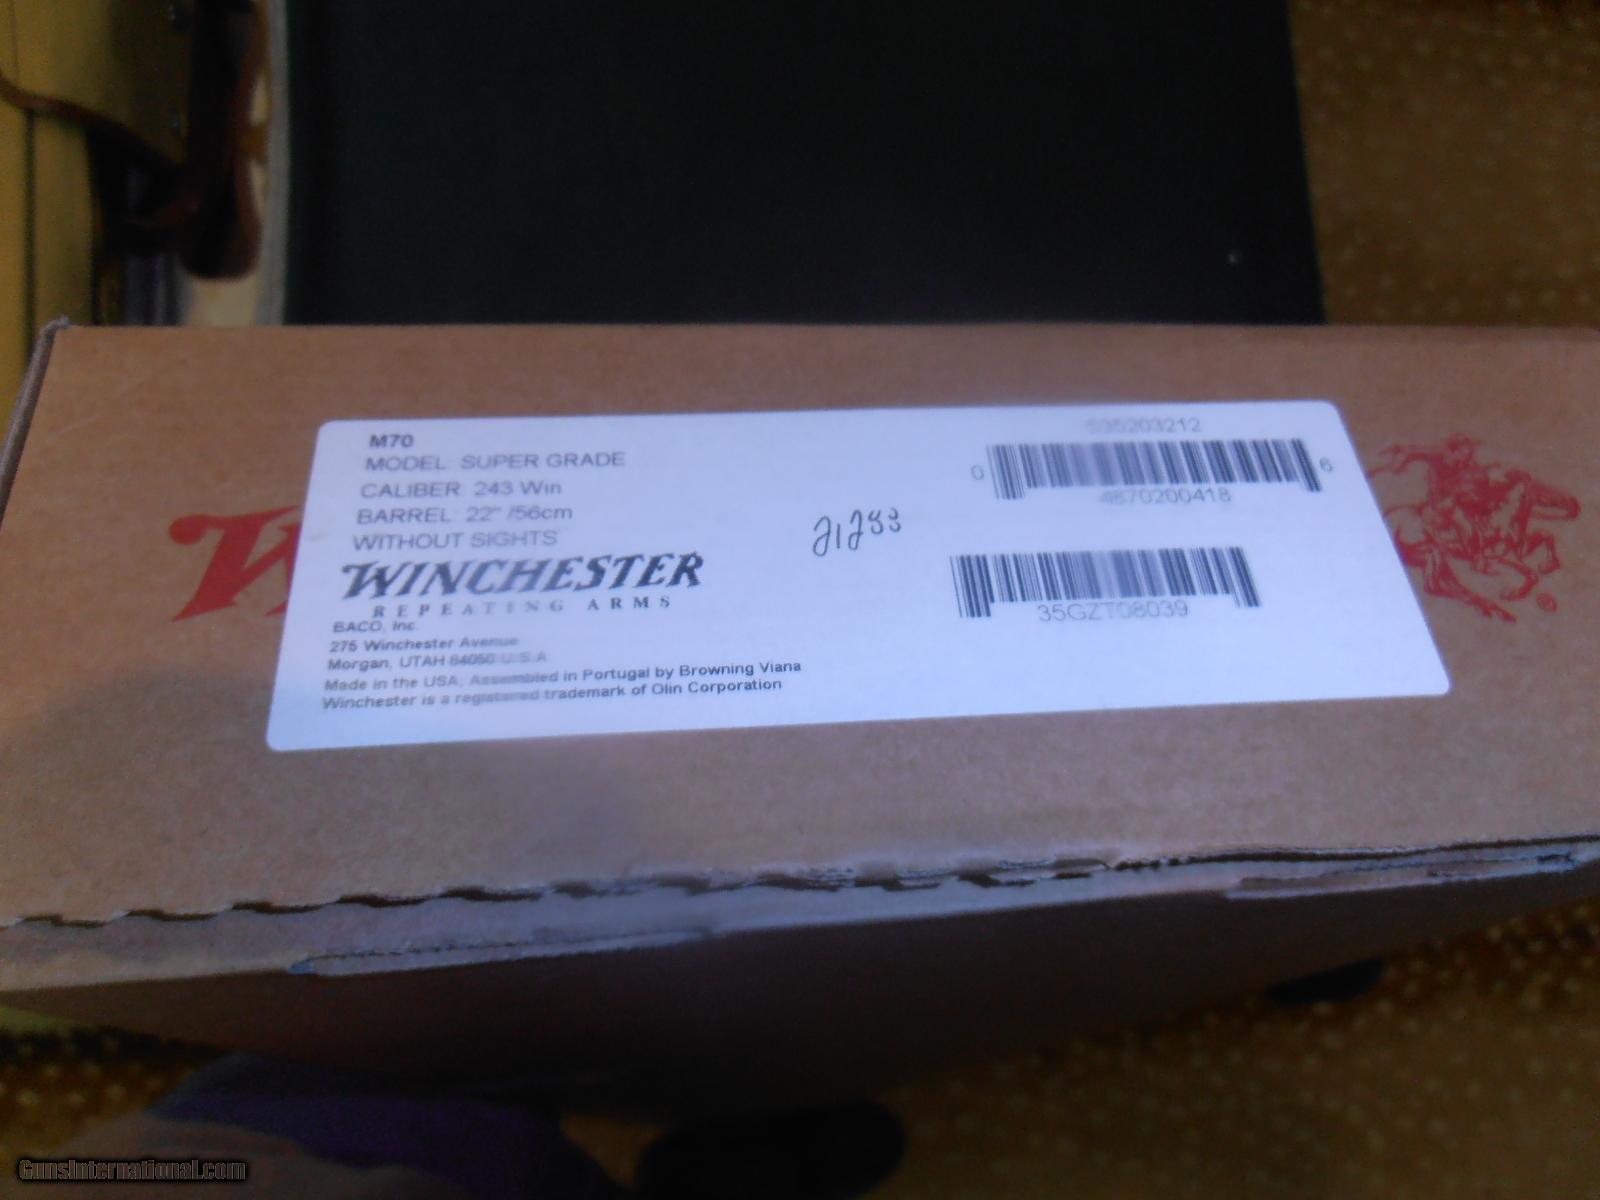 M70
MODEL: SUPER GRADE
CALIBER: 243 Win
BARREL: 22" /56cm
WITHOUT SIGHTS
WINCHESTER
REPEATING ARMS
BACO, Inc.
275 Winchester Avenue
Morgan, UTAH 84050 U.S.A
Made in the USA, Assembled in Portugal by Browning Viana
Winchester is a registered trademark of Olin Corporation
535203212
0 6
4870200418
35GZT08039
W
®
GunsInternational.com